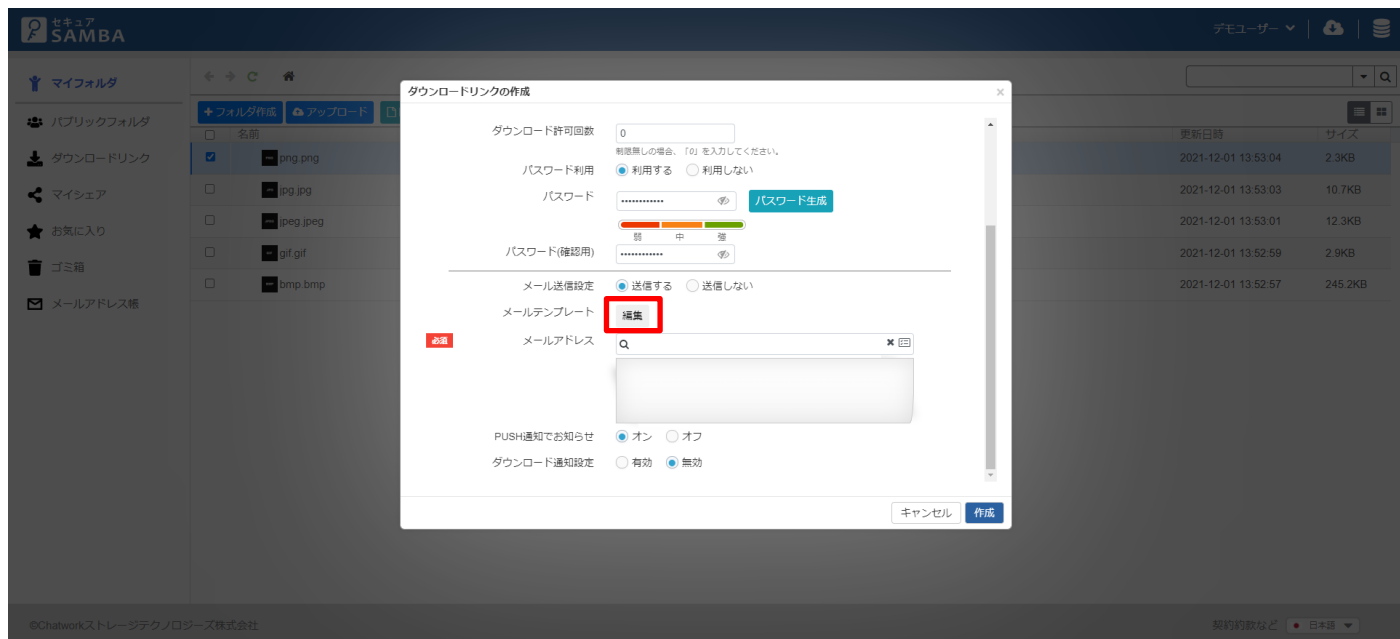 セキュア
SAMBA
デモユーザー
マイフォルダ
パブリックフォルダ
ダウンロードリンク
マイシェア
お気に入り
ゴミ箱
メールアドレス帳
+フォルダ作成
アップロード
名前
更新日時
サイズ
png.png
2021-12-01 13:53:04
2.3KB
jpg.jpg
2021-12-01 13:53:03
10.7KB
jpeg.jpeg
2021-12-01 13:53:01
12.3KB
gif.gif
2021-12-01 13:52:59
2.9KB
bmp.bmp
2021-12-01 13:52:57
245.2KB
ダウンロードリンクの作成
ダウンロード許可回数
0
制限無しの場合、「0」を入力してください。
パスワード利用
利用する
利用しない
パスワード
パスワード生成
弱 中 強
パスワード(確認用)
メール送信設定
送信する
送信しない
メールテンプレート
編集
必須
メールアドレス
PUSH通知でお知らせ
オン
オフ
ダウンロード通知設定
有効
無効
キャンセル
作成
©Chatworkストレージテクノロジーズ株式会社
契約約款など
日本語